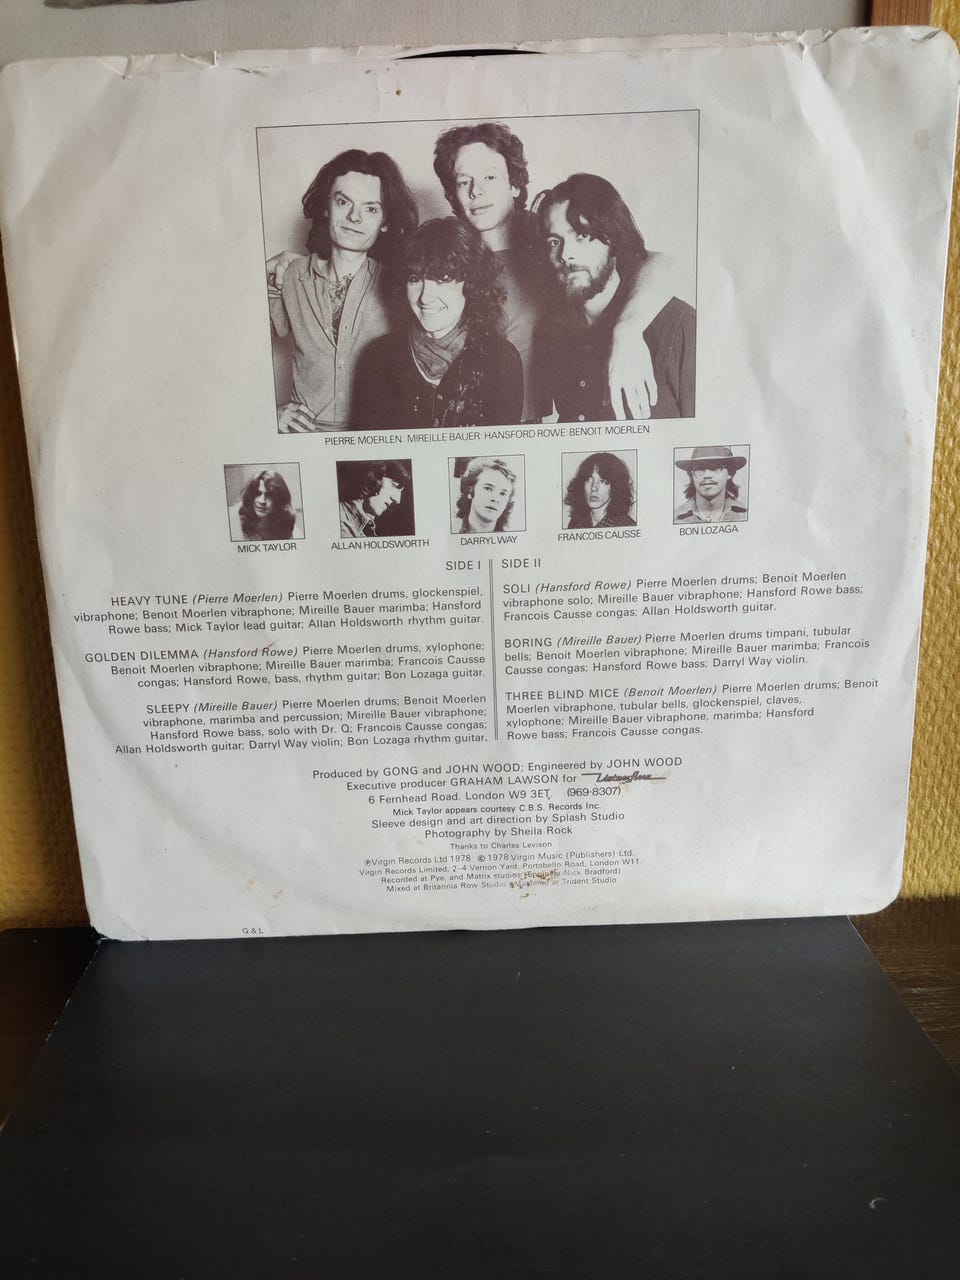 PIERRE MOERLEN: MIREILLE BAUER: HANSFORD ROWE: BENOIT MOERLEN
MICK TAYLOR
ALLAN HOLDSWORTH
DARRYL WAY
FRANCOIS CAUSSE
BON LOZAGA
SIDE I
HEAVY TUNE (Pierre Moerlen) Pierre Moerlen drums, glockenspiel,
vibraphone; Benoit Moerlen vibraphone; Mireille Bauer marimba; Hansford
Rowe bass; Mick Taylor lead guitar; Allan Holdsworth rhythm guitar.
GOLDEN DILEMMA (Hansford Rowe) Pierre Moerlen drums, xylophone;
Benoit Moerlen vibraphone; Mireille Bauer marimba; Francois Causse
congas; Hansford Rowe, bass, rhythm guitar; Bon Lozaga guitar.
SLEEPY (Mireille Bauer) Pierre Moerlen drums; Benoit Moerlen
vibraphone, marimba and percussion; Mireille Bauer vibraphone;
Hansford Rowe bass, solo with Dr. Q; Francois Causse congas;
Allan Holdsworth guitar; Darryl Way violin; Bon Lozaga rhythm guitar.
SIDE II
SOLI (Hansford Rowe) Pierre Moerlen drums; Benoit Moerlen
vibraphone solo; Mireille Bauer vibraphone; Hansford Rowe bass;
Francois Causse congas; Allan Holdsworth guitar.
BORING (Mireille Bauer) Pierre Moerlen drums timpani, tubular
bells; Benoit Moerlen vibraphone; Mireille Bauer marimba; Francois
Causse congas; Hansford Rowe bass; Darryl Way violin.
THREE BLIND MICE (Benoit Moerlen) Pierre Moerlen drums; Benoit
Moerlen vibraphone, tubular bells, glockenspiel, claves,
xylophone; Mireille Bauer vibraphone, marimba; Hansford
Rowe bass; Francois Causse congas.
Produced by GONG and JOHN WOOD; Engineered by JOHN WOOD
Executive producer GRAHAM LAWSON for
6 Fernhead Road, London W9 3ET (969-8307)
Mick Taylor appears courtesy C.B.S. Records Inc.
Sleeve design and art direction by Splash Studio
Photography by Sheila Rock
Thanks to Charles Levison
℗Virgin Records Ltd 1978 © 1978 Virgin Music (Publishers) Ltd.
Virgin Records Limited, 2-4 Vernon Yard, Portobello Road, London W11.
Recorded at Pye, and Matrix studios (Engineer Nick Bradford)
Mixed at Britannia Row Studio Mastered at Trident Studio
G & L